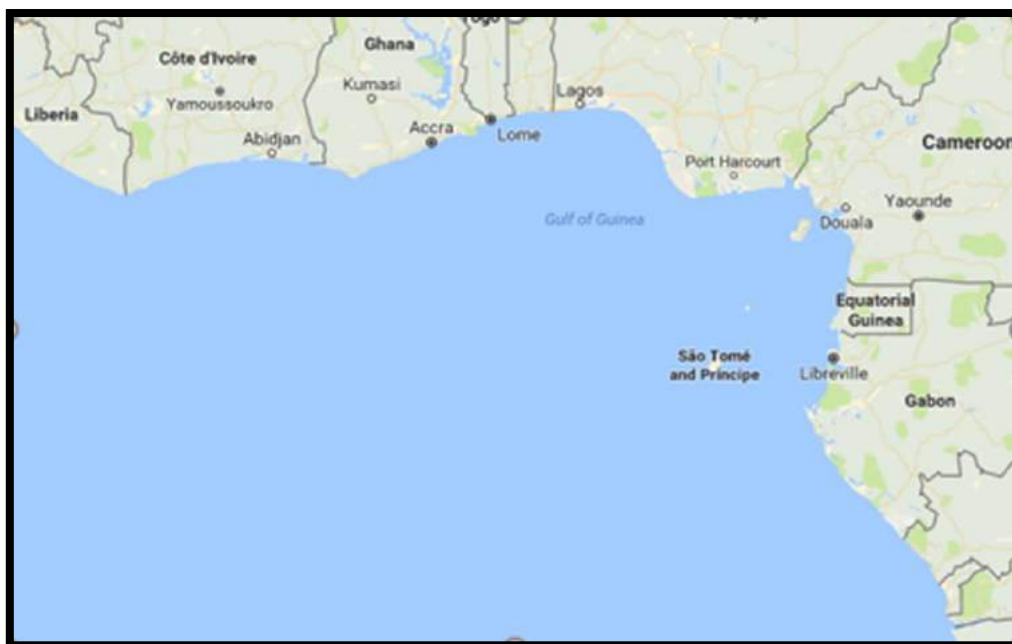 Togo
Ghana
Côte d'Ivoire
Kumasi
Yamoussoukro
Liberia
Lagos
Accra
Lome
Abidjan
Cameroon
Port Harcourt
Yaounde
Gulf of Guinea
Douala
Equatorial
Guinea
São Tomé
and Príncipe
Libreville
Gabon